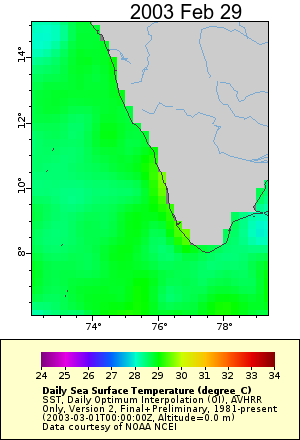 2003 Feb 29
14°
12°
10°
8°
74° 76° 78°
24 25 26 27 28 29 30 31 32 33 34
Daily Sea Surface Temperature (degree_C)
SST, Daily Optimum Interpolation (OI), AVHRR
Only, Version 2, Final+Preliminary, 1981-present
(2003-03-01T00:00:00Z, Altitude=0.0 m)
Data courtesy of NOAA NCEI